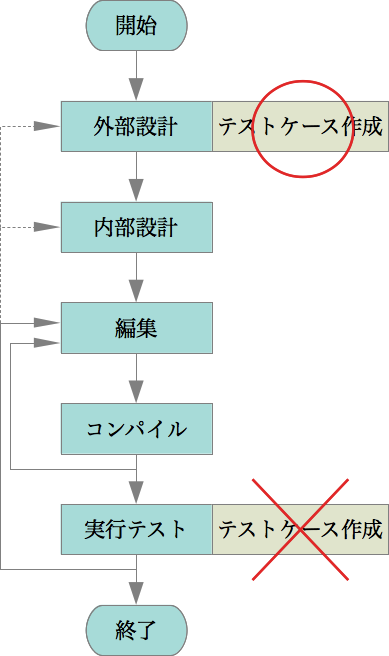 開始
外部設計 テストケース作成
内部設計
編集
コンパイル
実行テスト テストケース作成
終了